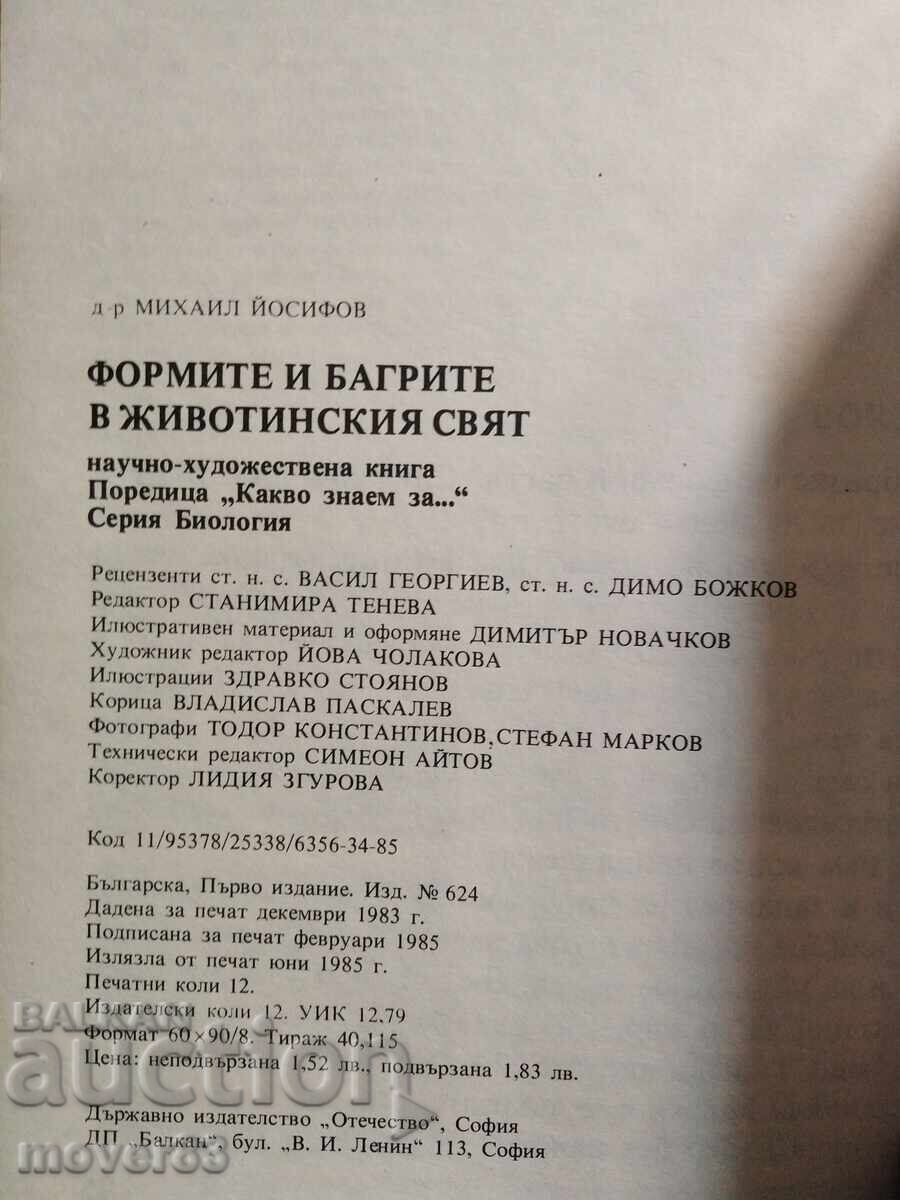 д-р МИХАИЛ ЙОСИФОВ
ФОРМИТЕ И БАГРИТЕ
В ЖИВОТИНСКИЯ СВЯТ
научно-художествена книга
Поредица „Какво знаем за...“
Серия Биология
Рецензенти ст. н. с. ВАСИЛ ГЕОРГИЕВ, ст. н. с. ДИМО БОЖКОВ
Редактор СТАНИМИРА ТЕНЕВА
Илюстративен материал и оформяне ДИМИТЪР НОВАЧКОВ
Художник редактор ЙОВА ЧОЛАКОВА
Илюстрации ЗДРАВКО СТОЯНОВ
Корица ВЛАДИСЛАВ ПАСКАЛЕВ
Фотографи ТОДОР КОНСТАНТИНОВ, СТЕФАН МАРКОВ
Технически редактор СИМЕОН АЙТОВ
Коректор ЛИДИЯ ЗГУРОВА
Код 11/95378/25338/6356-34-85
Българска, Първо издание. Изд. № 624
Дадена за печат декември 1983 г.
Подписана за печат февруари 1985
Излязла от печат юни 1985 г.
Печатни коли 12.
Издателски коли 12. УИК 12,79
Формат 60×90/8. Тираж 40,115
Цена: неподвързана 1,52 лв., подвързана 1,83 лв.
Държавно издателство „Отечество“, София
ДП „Балкан“, бул. „В. И. Ленин“ 113, София
BALKAN
auction
mover63